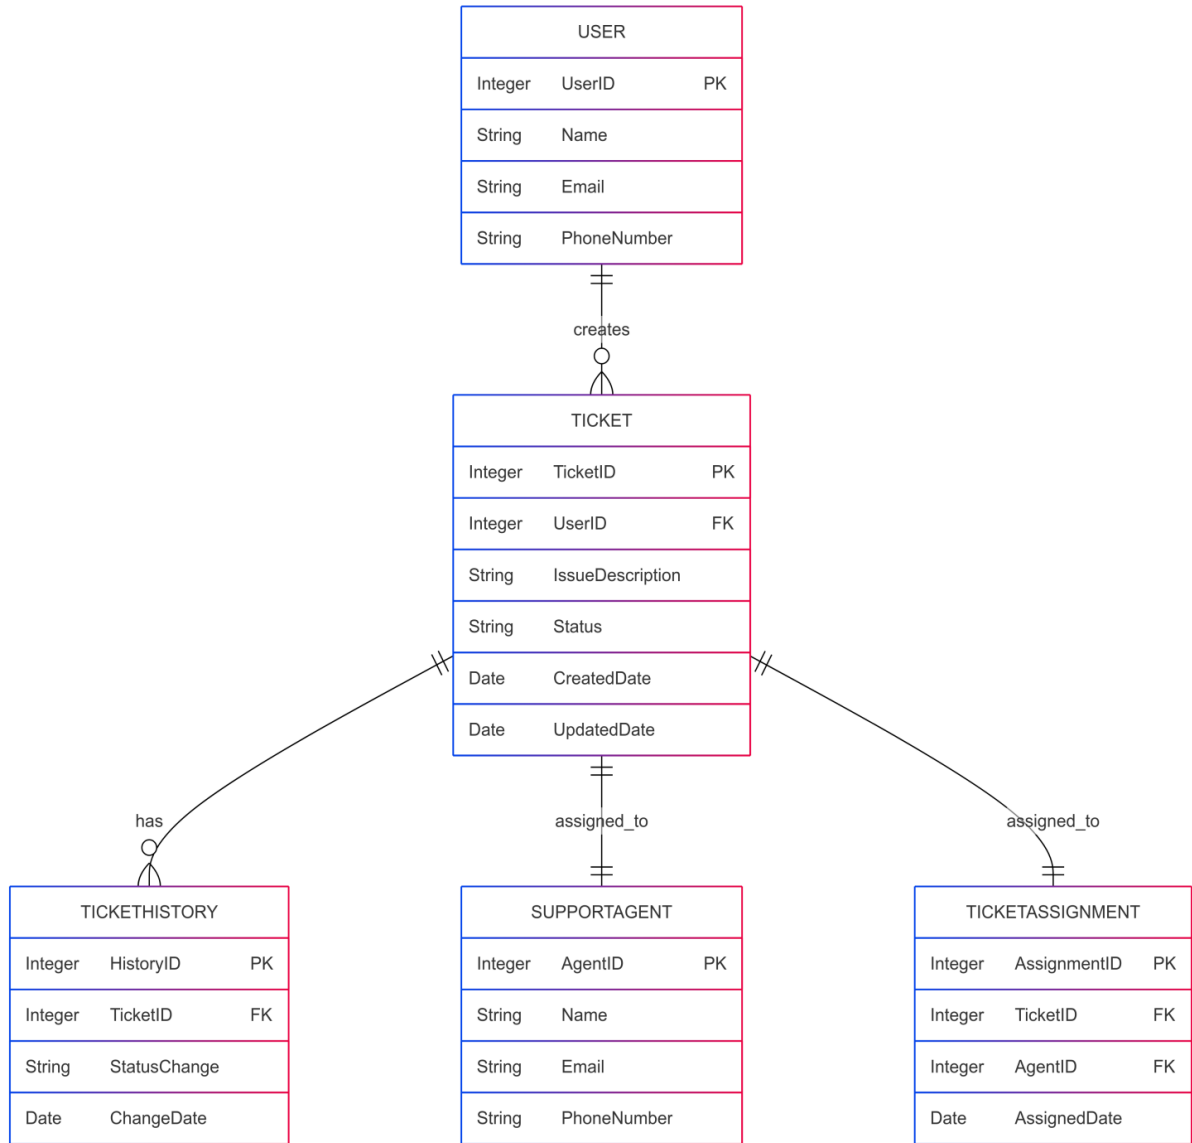 USER
Integer UserID PK
String Name
String Email
String PhoneNumber
creates
TICKET
Integer TicketID PK
Integer UserID FK
String IssueDescription
String Status
Date CreatedDate
Date UpdatedDate
has
assigned_to
assigned_to
TICKETHISTORY
Integer HistoryID PK
Integer TicketID FK
String StatusChange
Date ChangeDate
SUPPORTAGENT
Integer AgentID PK
String Name
String Email
String PhoneNumber
TICKETASSIGNMENT
Integer AssignmentID PK
Integer TicketID FK
Integer AgentID FK
Date AssignedDate